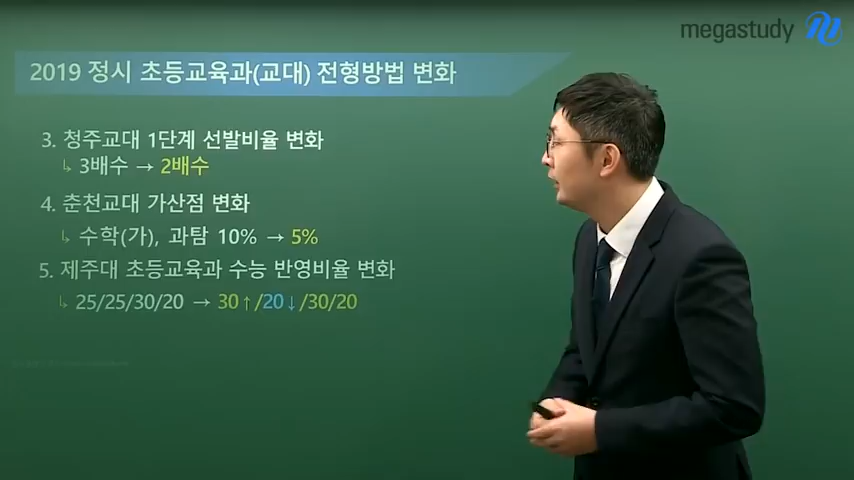 megastudy
2019 정시 초등교육과(교대) 전형방법 변화
3. 청주교대 1단계 선발비율 변화
↳ 3배수 → 2배수
4. 춘천교대 가산점 변화
↳ 수학(가), 과탐 10% → 5%
5. 제주대 초등교육과 수능 반영비율 변화
↳ 25/25/30/20 → 30↑/20↓/30/20